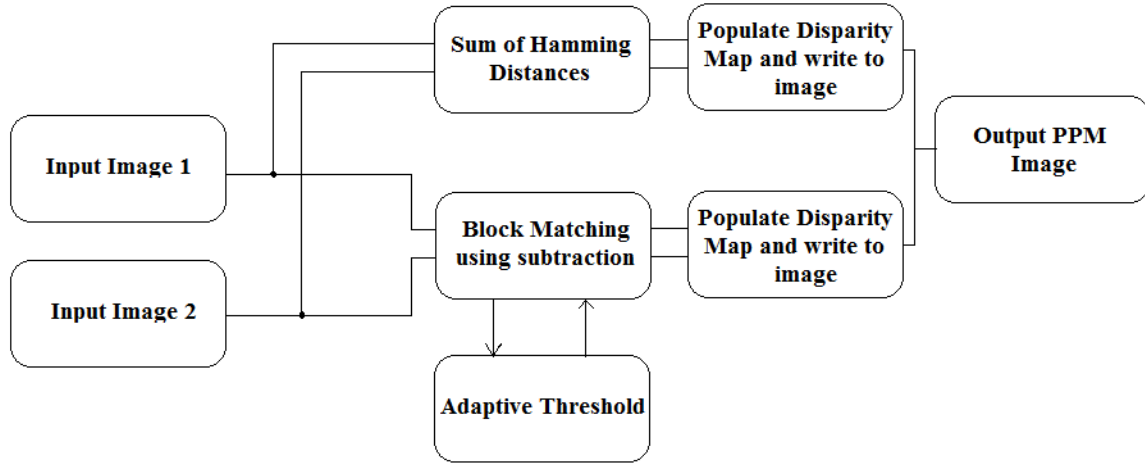 Input Image 1
Input Image 2
Sum of Hamming
Distances
Block Matching
using subtraction
Adaptive Threshold
Populate Disparity
Map and write to
image
Populate Disparity
Map and write to
image
Output PPM
Image